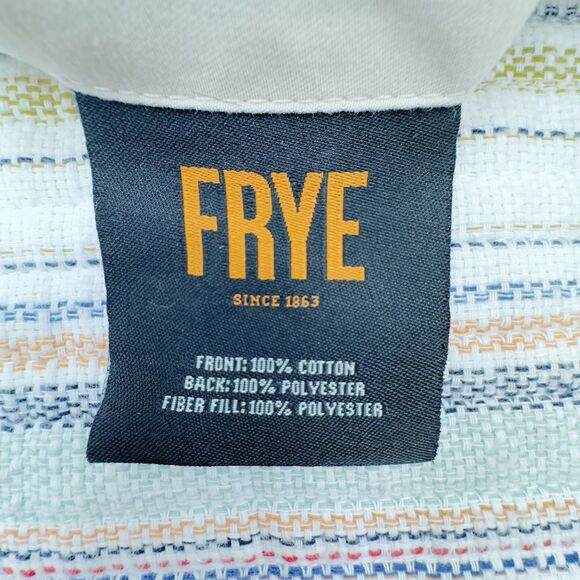 FRYE
SINCE 1863
FRONT: 100% COTTON
BACK: 100% POLYESTER
FIBER FILL: 100% POLYESTER